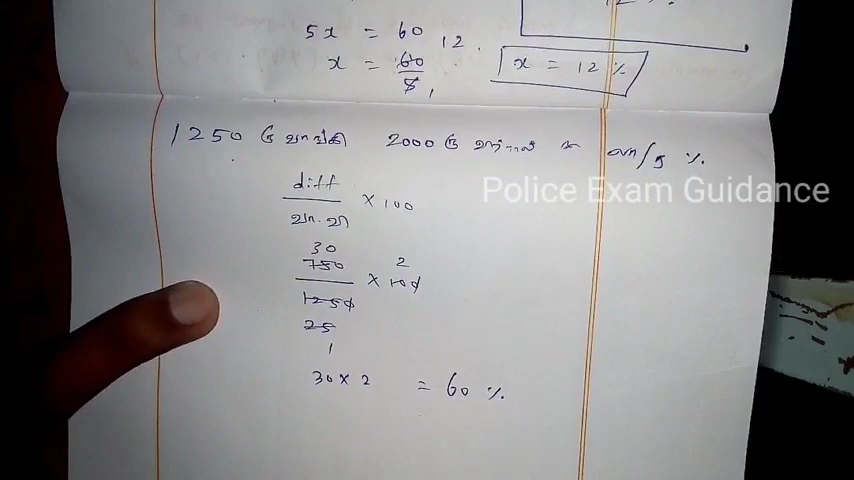 12 %.
5x = 60
12.
x = 60/5,
x = 12 %
1250 ரூ வாங்கி 2000 ரூ விற்றால் லா/ந %.
Police Exam Guidance
diff/வா.வி × 100
30 2
750/1250 × 100
25
1
30 × 2 = 60 %.